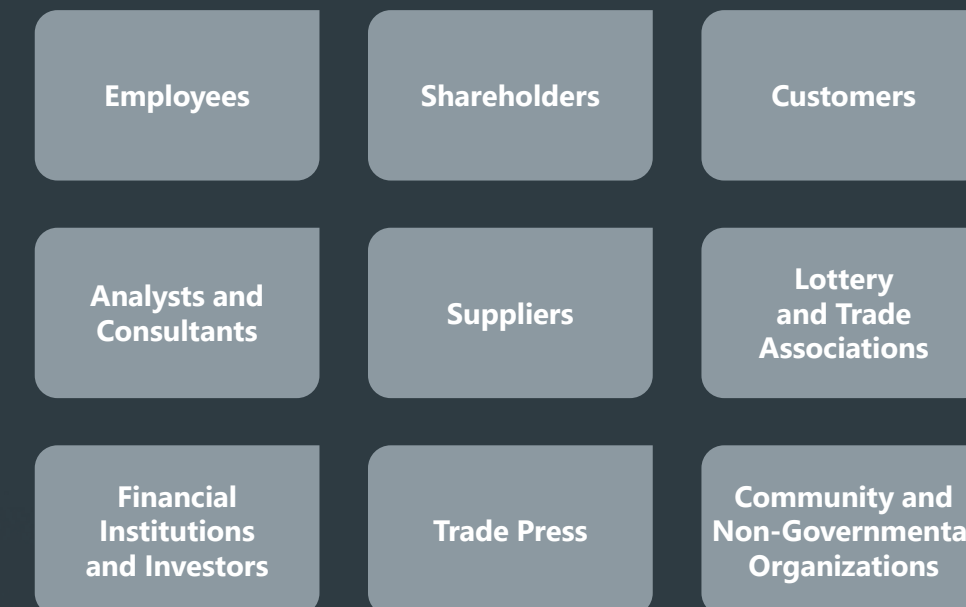 Employees
Shareholders
Customers
Analysts and
Consultants
Suppliers
Lottery
and Trade
Associations
Financial
Institutions
and Investors
Trade Press
Community and
Non-Governmenta
Organizations